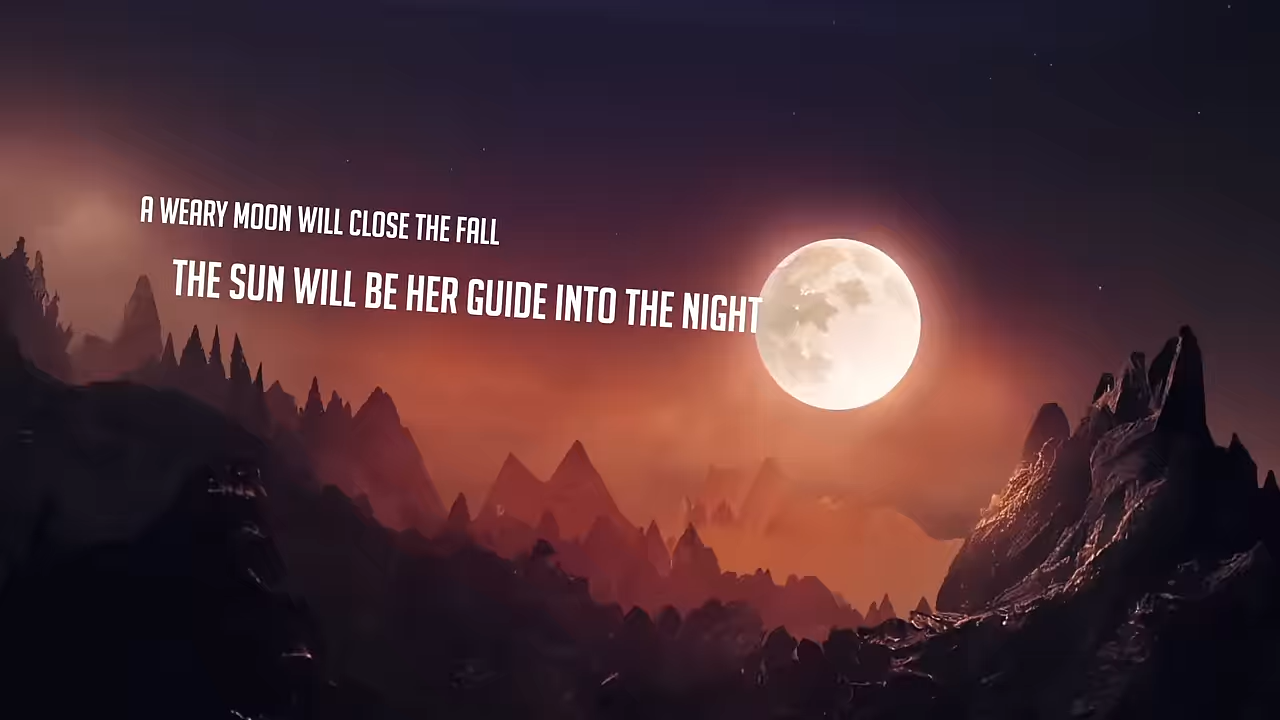 A WEARY MOON WILL CLOSE THE FALL
THE SUN WILL BE HER GUIDE INTO THE NIGHT